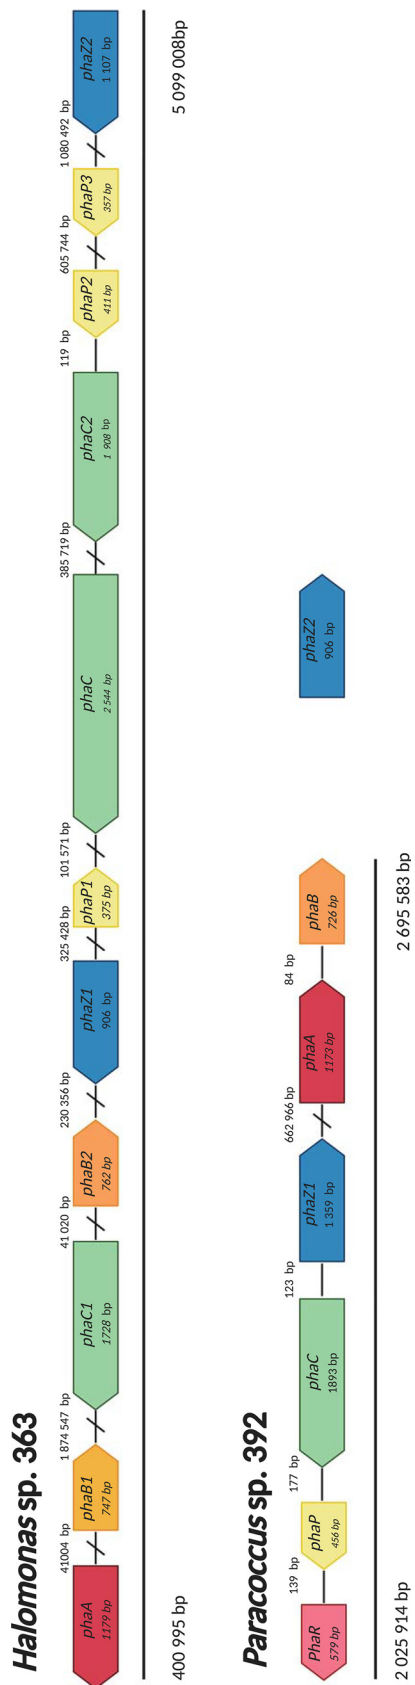 Halomonas sp. 363
phaA
1179 bp
41004 bp
phaB1
747 bp
1 874 547 bp
phaC1
1728 bp
41 020 bp
phaB2
762 bp
230 356 bp
phaZ1
906 bp
325 428 bp
phaP1
375 bp
101 571 bp
phaC
2 544 bp
385 719 bp
phaC2
1 908 bp
119 bp
phaP2
411 bp
605 744 bp
phaP3
357 bp
1 080 492 bp
phaZ2
1 107 bp
400 995 bp
5 099 008bp
Paracoccus sp. 392
PhaR
579 bp
139 bp
phaP
456 bp
177 bp
phaC
1893 bp
123 bp
phaZ1
1 359 bp
662 966 bp
phaA
1173 bp
84 bp
phaB
726 bp
phaZ2
906 bp
2 025 914 bp
2 695 583 bp